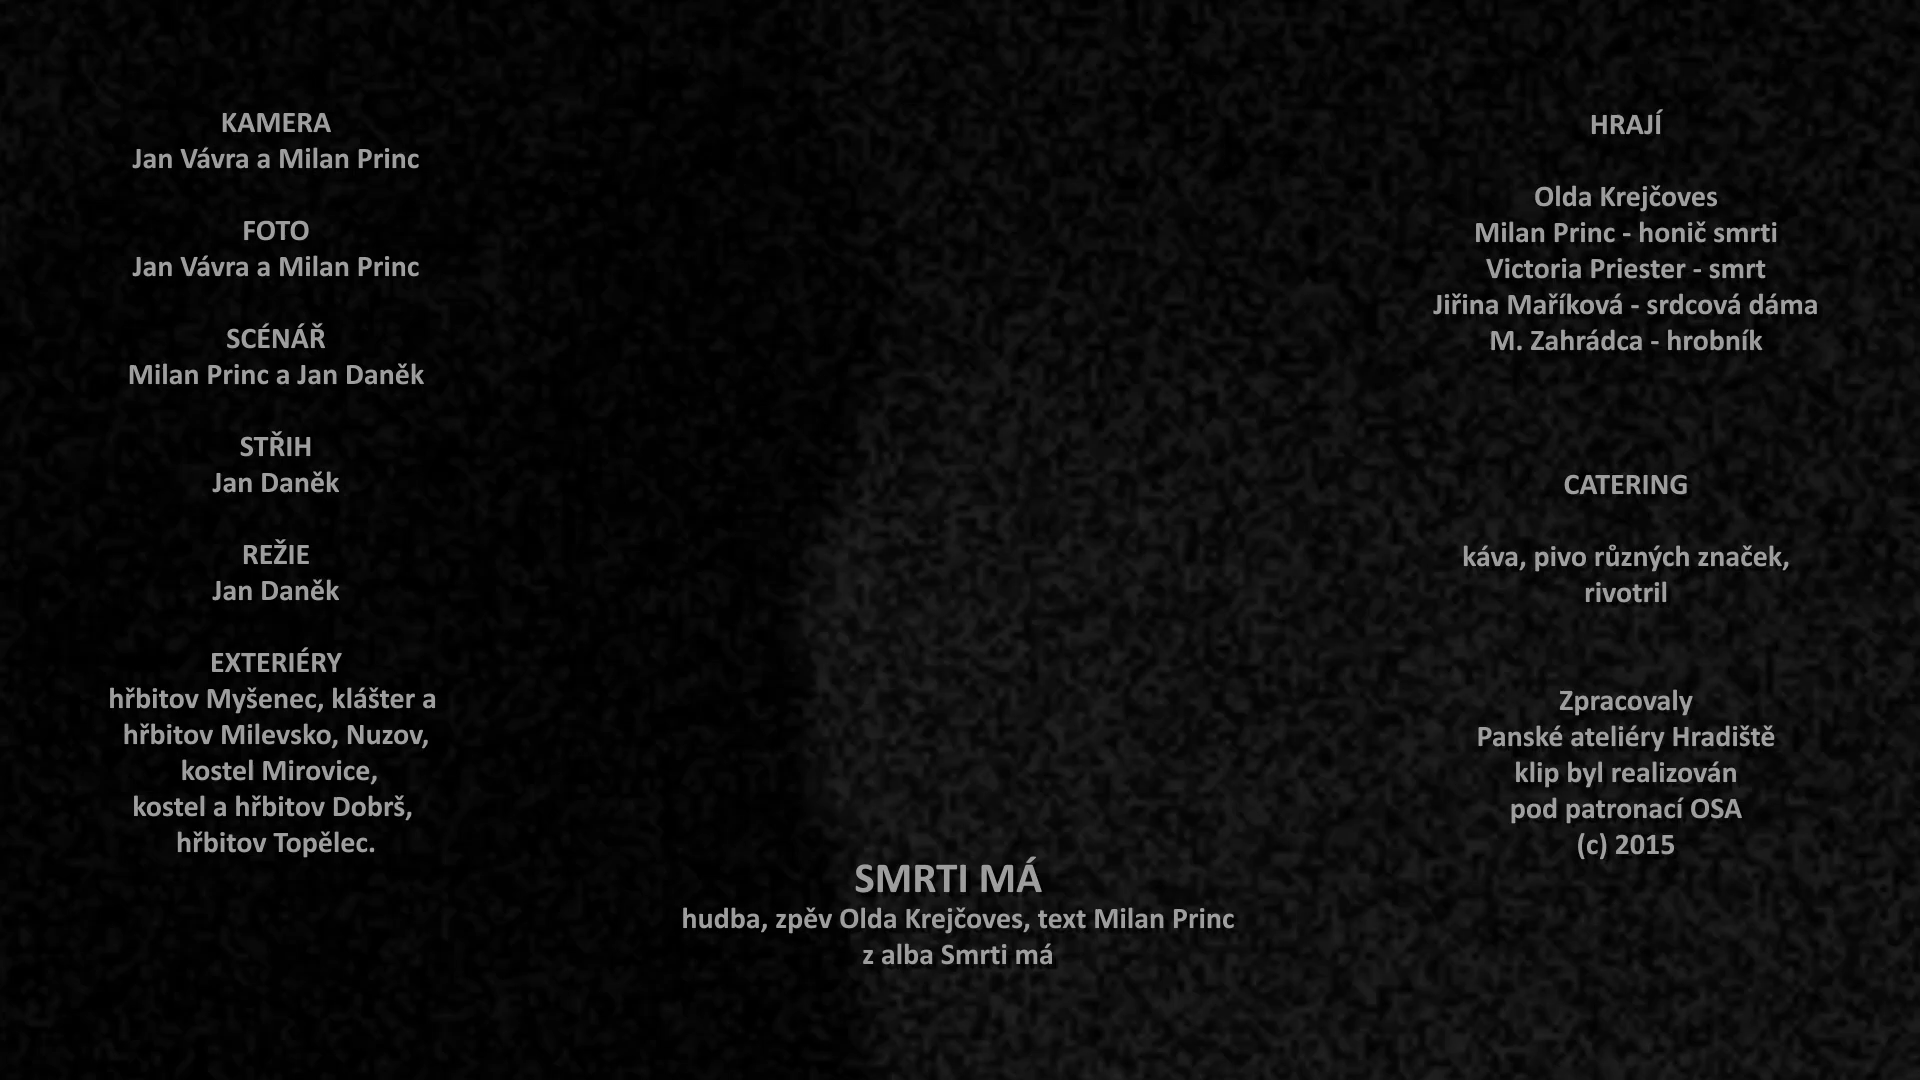 KAMERA
Jan Vávra a Milan Princ
FOTO
Jan Vávra a Milan Princ
SCÉNÁŘ
Milan Princ a Jan Daněk
STŘIH
Jan Daněk
REŽIE
Jan Daněk
EXTERIÉRY
hřbitov Myšenec, klášter a
hřbitov Milevsko, Nuzov,
kostel Mirovice,
kostel a hřbitov Dobrš,
hřbitov Topělec.
HRAJÍ
Olda Krejčoves
Milan Princ - honič smrti
Victoria Priester - smrt
Jiřina Maříková - srdcová dáma
M. Zahrádca - hrobník
CATERING
káva, pivo různých značek,
rivotril
Zpracovaly
Panské ateliéry Hradiště
klip byl realizován
pod patronací OSA
(c) 2015
SMRTI MÁ
hudba, zpěv Olda Krejčoves, text Milan Princ
z alba Smrti má